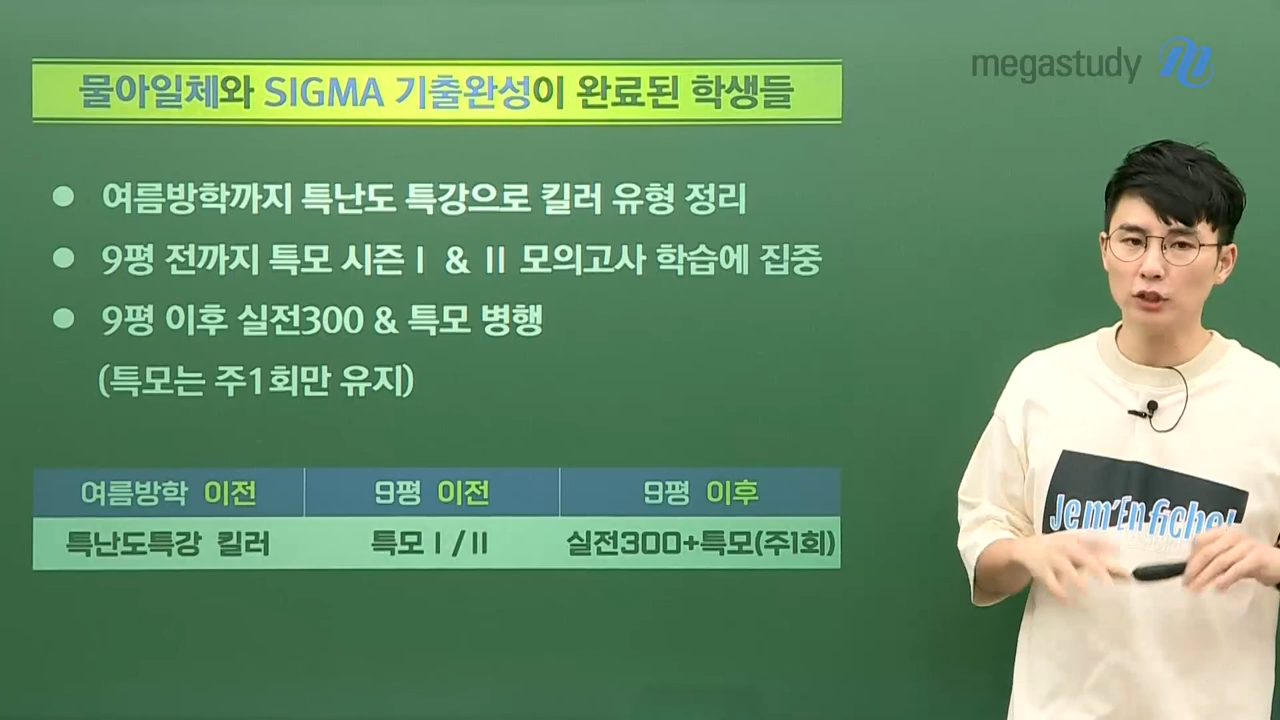 megastudy
물아일체와 SIGMA 기출완성이 완료된 학생들
● 여름방학까지 특난도 특강으로 킬러 유형 정리
● 9평 전까지 특모 시즌Ⅰ & Ⅱ 모의고사 학습에 집중
● 9평 이후 실전300 & 특모 병행
(특모는 주1회만 유지)
여름방학 이전 9평 이전 9평 이후
특난도특강 킬러 특모Ⅰ/Ⅱ 실전300+특모(주1회)
Jem'En fiche!